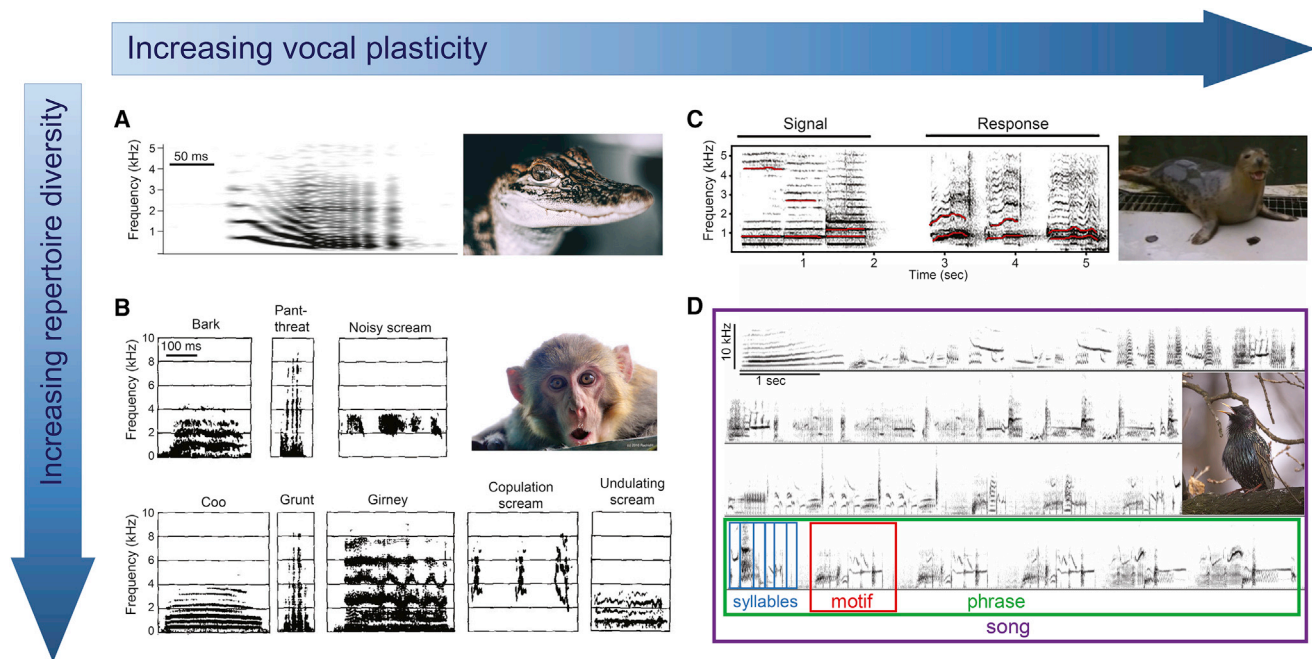 Increasing vocal plasticity
Increasing repertoire diversity
A
50 ms
Frequency (kHz)
5
4
3
2
1
B
Bark
Pant-
threat
Noisy scream
100 ms
Frequency (kHz)
10
8
6
4
2
0
Coo
Grunt
Girney
Copulation
scream
Undulating
scream
Frequency (kHz)
10
8
6
4
2
0
C
Signal
Response
Frequency (kHz)
5
4
3
2
1
1 2 3 4 5
Time (sec)
D
10 kHz
1 sec
syllables
motif
phrase
song